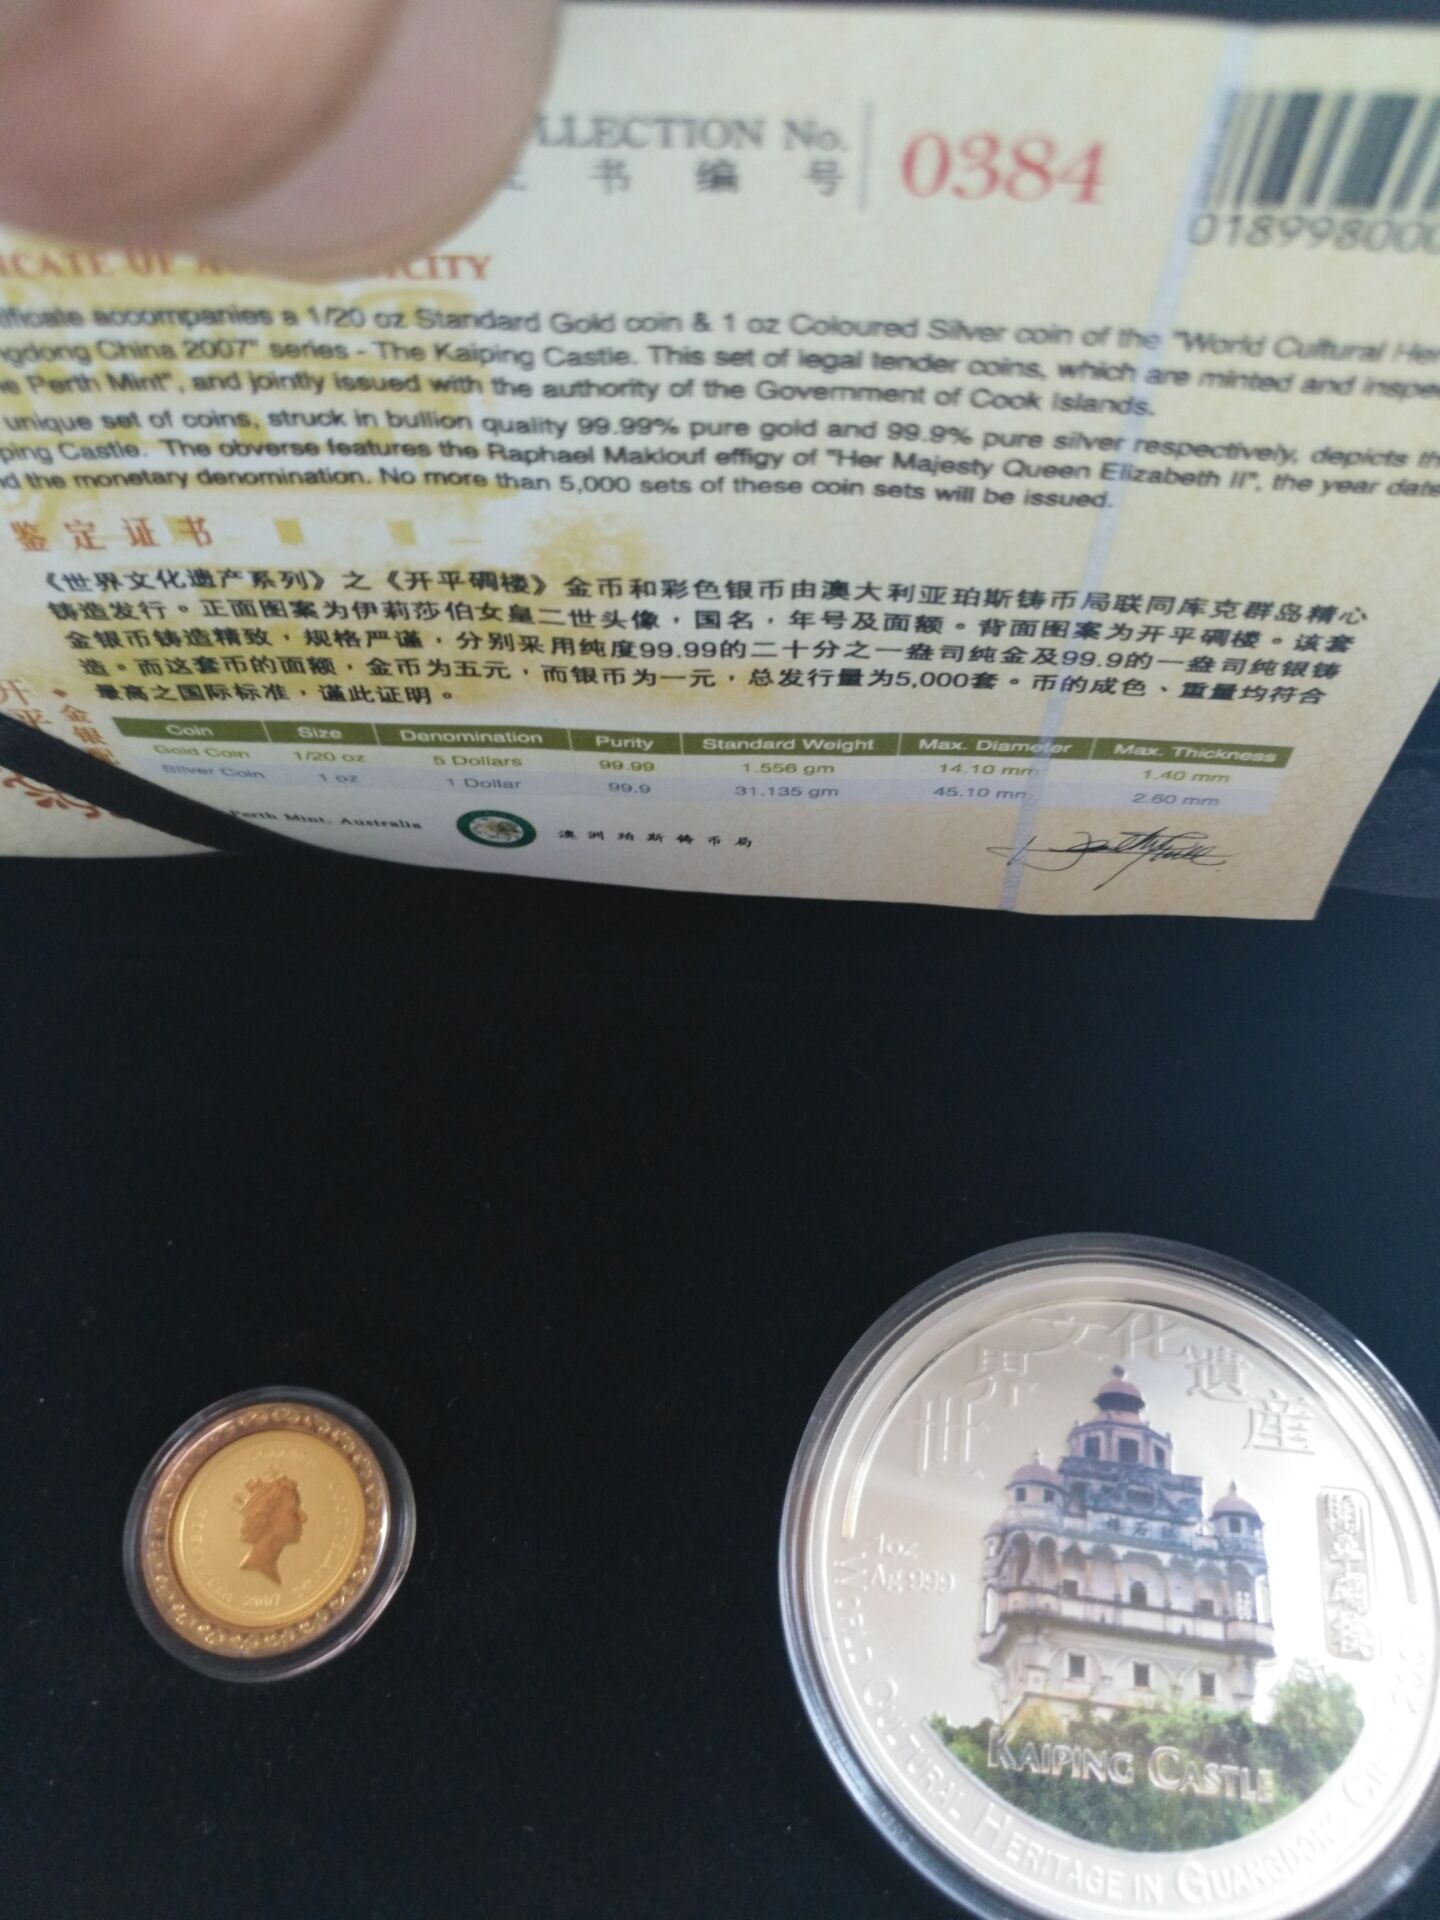 LLECTION No.
书 编 号
0384
018998000
ICATE OF AUTHENTICITY
ificate accompanies a 1/20 oz Standard Gold coin & 1 oz Coloured Silver coin of the "World Cultural Her
ngdong China 2007" series - The Kaiping Castle. This set of legal tender coins, which are minted and inspe
e Perth Mint", and jointly issued with the authority of the Government of Cook Islands.
unique set of coins, struck in bullion quality 99.99% pure gold and 99.9% pure silver respectively, depicts th
ping Castle. The obverse features the Raphael Maklouf effigy of "Her Majesty Queen Elizabeth II", the year date
d the monetary denomination. No more than 5,000 sets of these coin sets will be issued.
鉴定证书
《世界文化遗产系列》之《开平碉楼》金币和彩色银币由澳大利亚珀斯铸币局联同库克群岛精心
铸造发行。正面图案为伊莉莎伯女皇二世头像，国名，年号及面额。背面图案为开平碉楼。该套
金银币铸造精致，规格严谨，分别采用纯度99.99的二十分之一盎司纯金及99.9的一盎司纯银铸
造。而这套币的面额，金币为五元，而银币为一元，总发行量为5,000套。币的成色、重量均符合
最高之国际标准，谨此证明。
开平
金银
Coin Size Denomination Purity Standard Weight Max. Diameter Max. Thickness
Gold Coin 1/20 oz 5 Dollars 99.99 1.556 gm 14.10 mm 1.40 mm
Silver Coin 1 oz 1 Dollar 99.9 31.135 gm 45.10 mm 2.60 mm
Perth Mint, Australia
澳洲珀斯铸币局
2007
世界文化遺産
1oz
Ag 999
KAIPING CASTLE
WORLD CULTURAL HERITAGE IN GUANGDONG